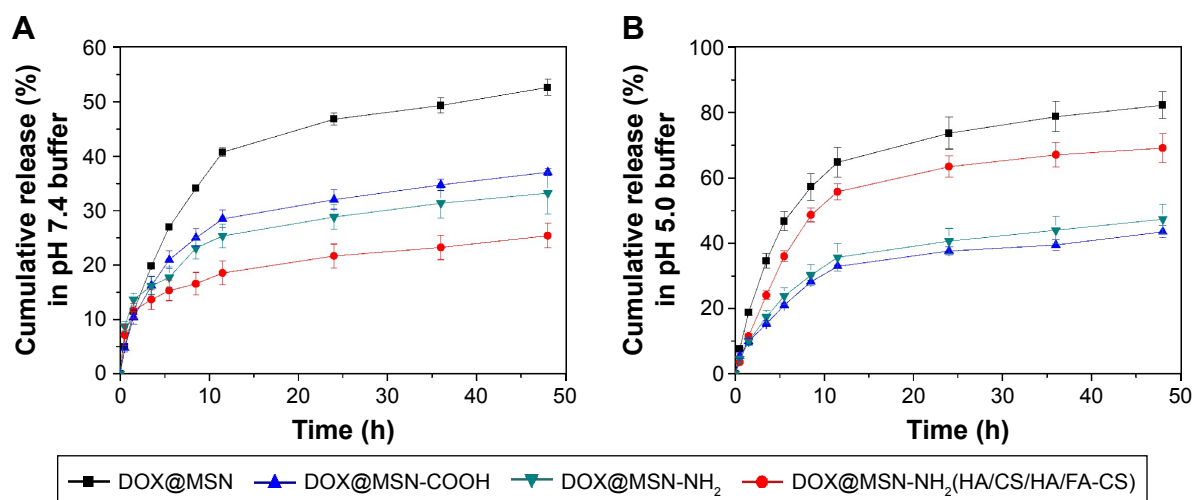 A
Cumulative release (%)
in pH 7.4 buffer
60
50
40
30
20
10
0
0 10 20 30 40 50
Time (h)
B
Cumulative release (%)
in pH 5.0 buffer
100
80
60
40
20
0
0 10 20 30 40 50
Time (h)
DOX@MSN DOX@MSN-COOH DOX@MSN-NH₂ DOX@MSN-NH₂(HA/CS/HA/FA-CS)